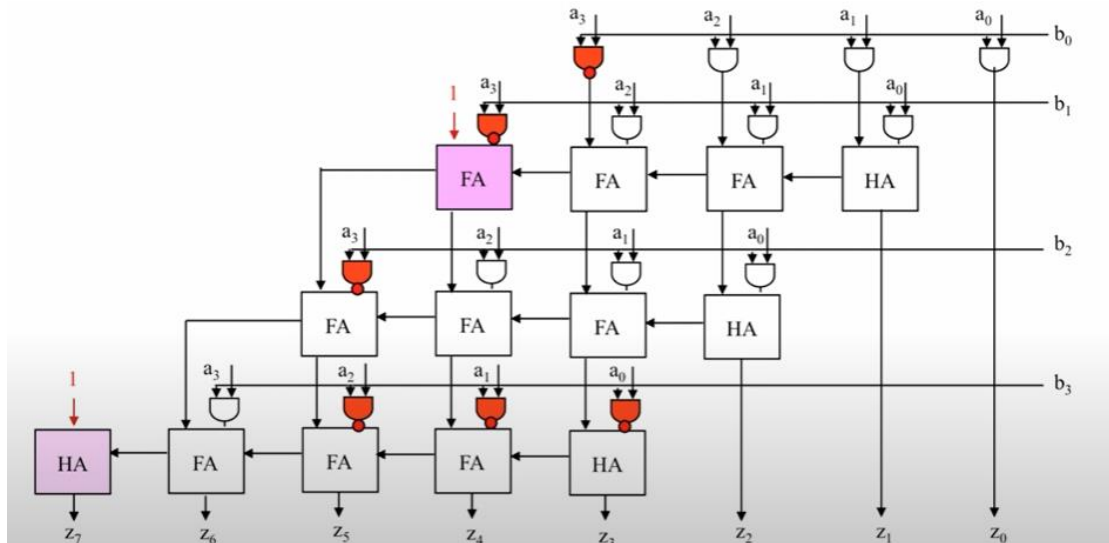 a₃ a₂ a₁ a₀
b₀
a₃ a₂ a₁ a₀
b₁
1
FA FA FA HA
a₃ a₂ a₁ a₀
b₂
FA FA FA HA
a₃ a₂ a₁ a₀
b₃
1
HA FA FA FA HA
z₇ z₆ z₅ z₄ z₃ z₂ z₁ z₀